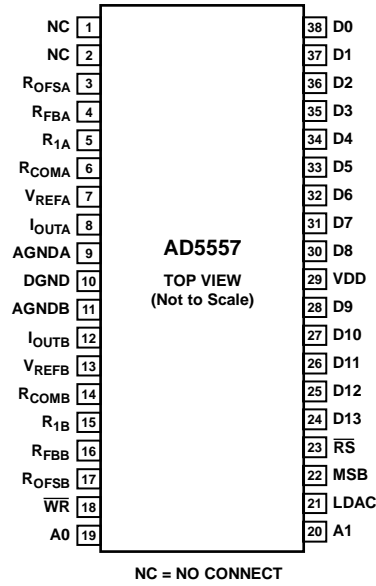 NC 1
NC 2
ROFSA 3
RFBA 4
R1A 5
RCOMA 6
VREFA 7
IOUTA 8
AGNDA 9
DGND 10
AGNDB 11
IOUTB 12
VREFB 13
RCOMB 14
R1B 15
RFBB 16
ROFSB 17
W̅R̅ 18
A0 19
AD5557
TOP VIEW
(Not to Scale)
38 D0
37 D1
36 D2
35 D3
34 D4
33 D5
32 D6
31 D7
30 D8
29 VDD
28 D9
27 D10
26 D11
25 D12
24 D13
23 R̅S̅
22 MSB
21 LDAC
20 A1
NC = NO CONNECT